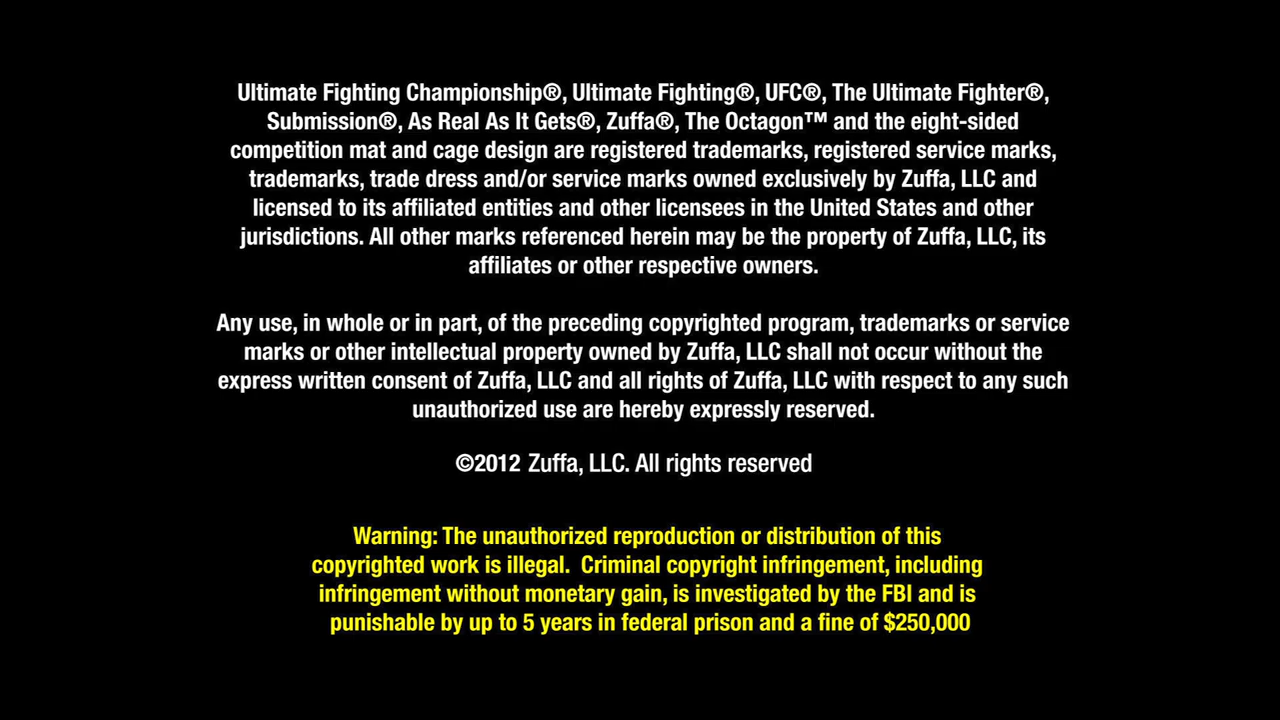 Ultimate Fighting Championship®, Ultimate Fighting®, UFC®, The Ultimate Fighter®,
Submission®, As Real As It Gets®, Zuffa®, The Octagon™ and the eight-sided
competition mat and cage design are registered trademarks, registered service marks,
trademarks, trade dress and/or service marks owned exclusively by Zuffa, LLC and
licensed to its affiliated entities and other licensees in the United States and other
jurisdictions. All other marks referenced herein may be the property of Zuffa, LLC, its
affiliates or other respective owners.
Any use, in whole or in part, of the preceding copyrighted program, trademarks or service
marks or other intellectual property owned by Zuffa, LLC shall not occur without the
express written consent of Zuffa, LLC and all rights of Zuffa, LLC with respect to any such
unauthorized use are hereby expressly reserved.
©2012 Zuffa, LLC. All rights reserved
Warning: The unauthorized reproduction or distribution of this
copyrighted work is illegal.  Criminal copyright infringement, including
infringement without monetary gain, is investigated by the FBI and is
punishable by up to 5 years in federal prison and a fine of $250,000